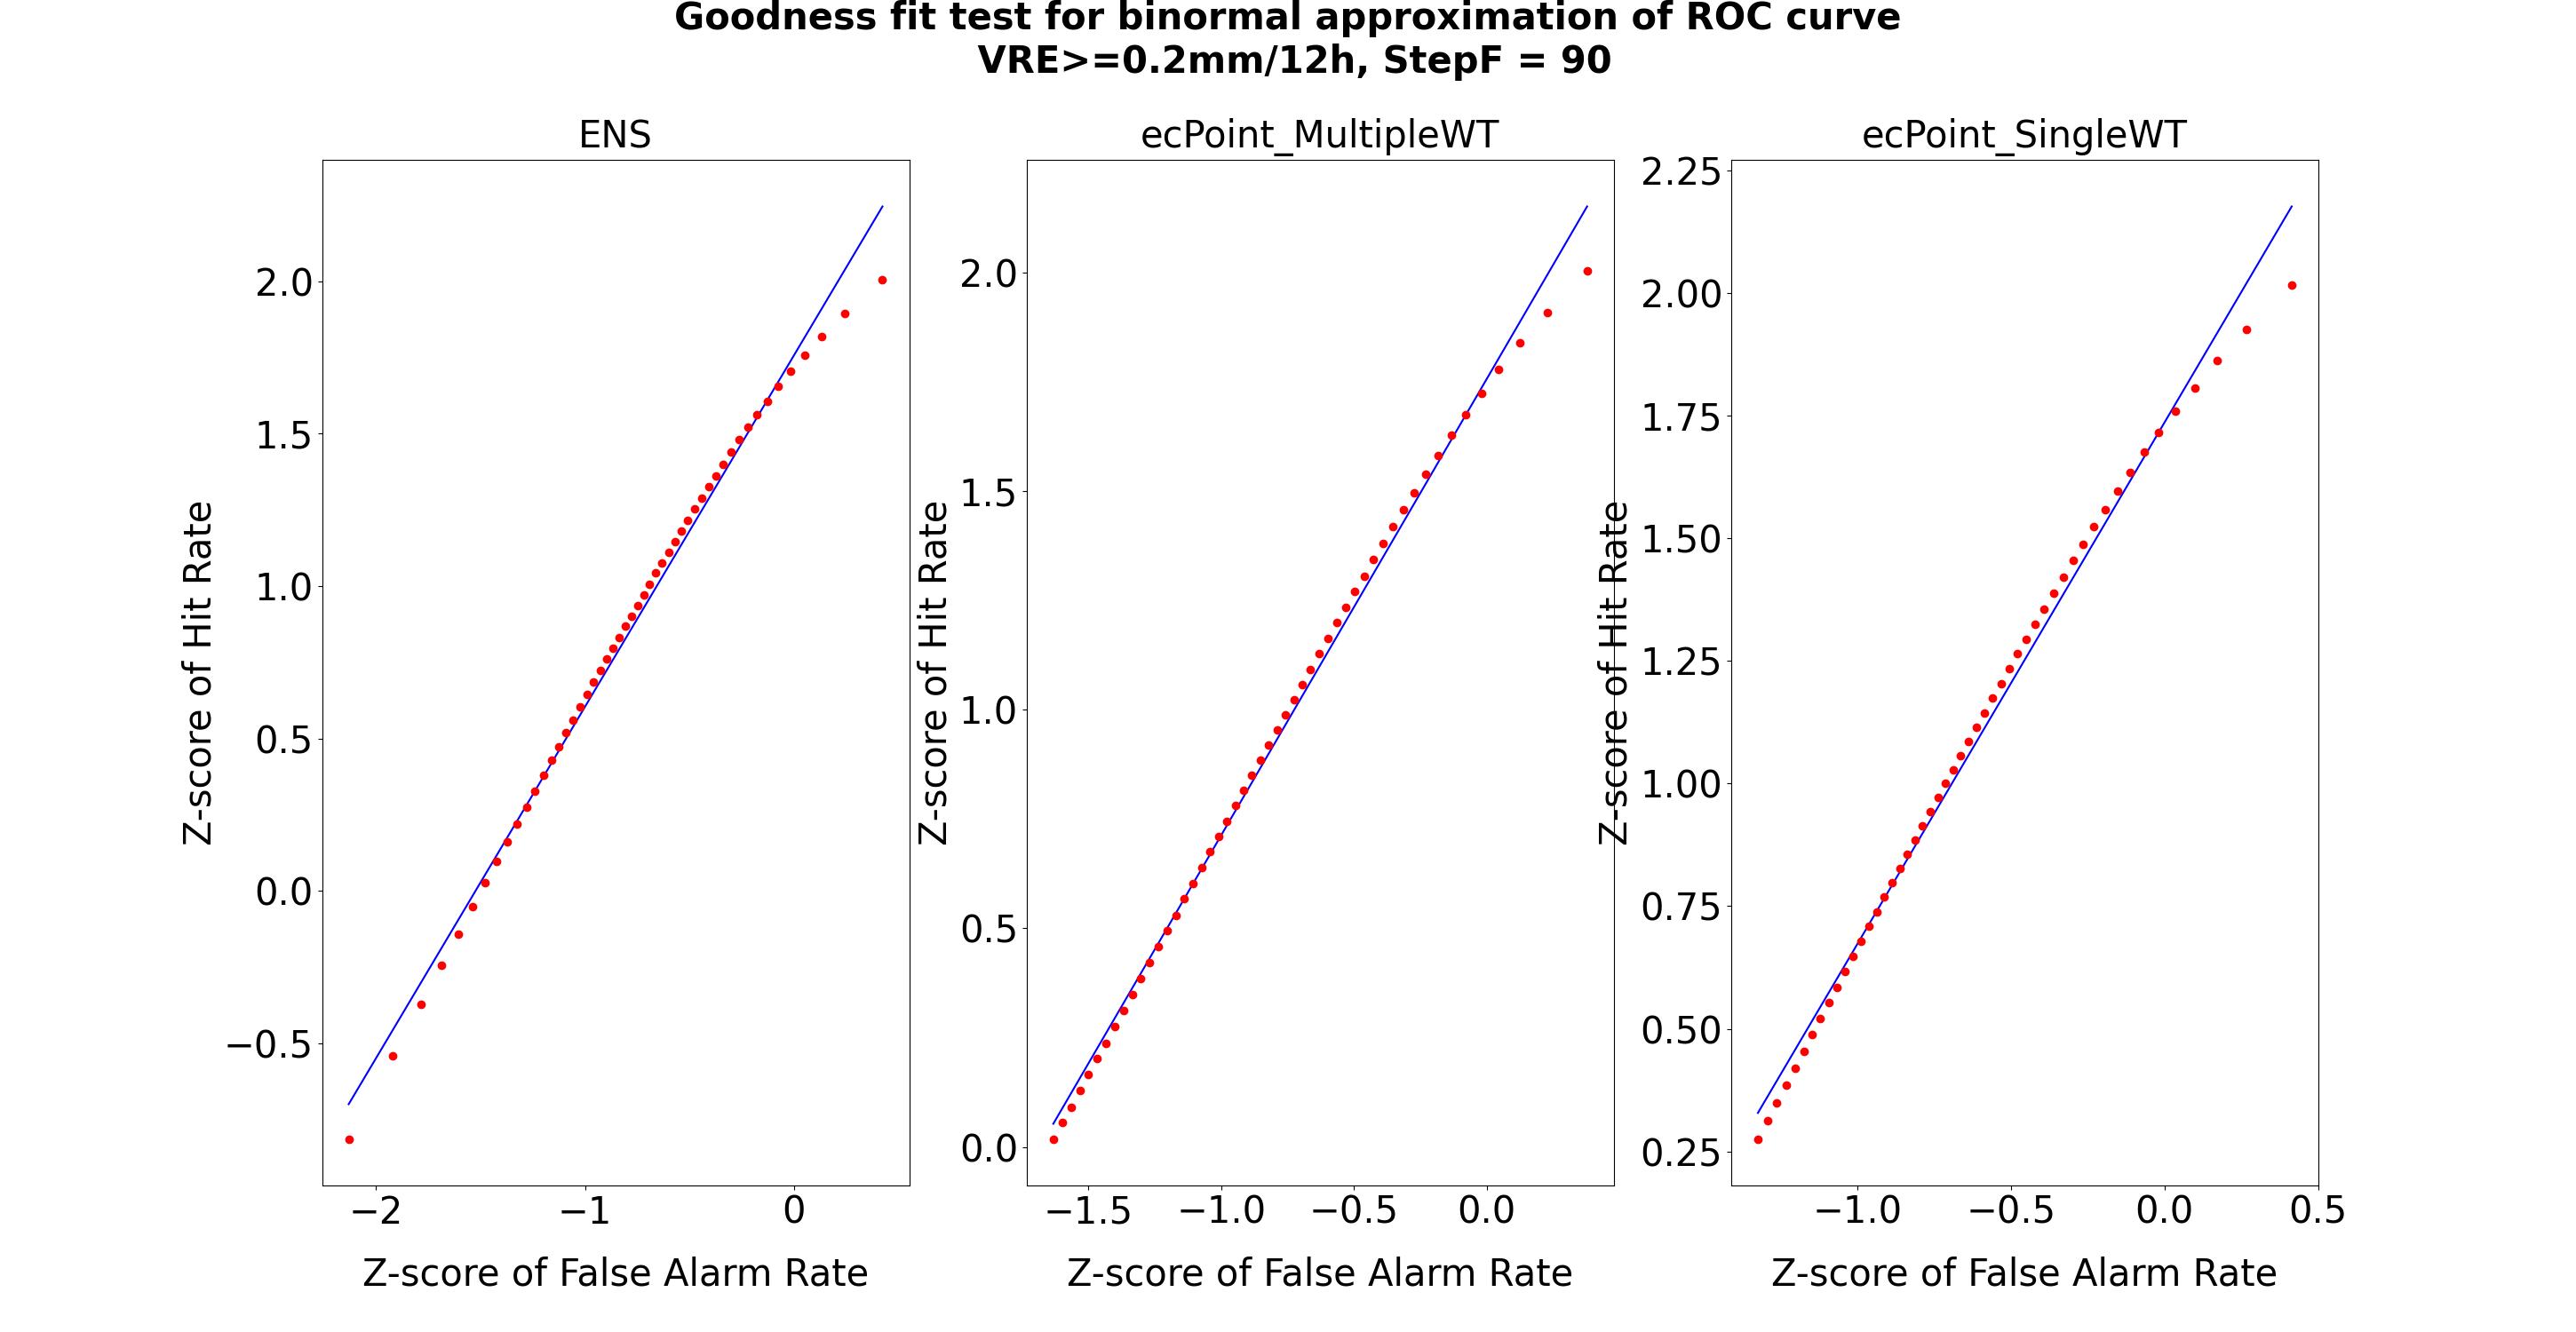 Goodness fit test for binormal approximation of ROC curve
VRE>=0.2mm/12h, StepF = 90
ENS
Z-score of Hit Rate
2.0
1.5
1.0
0.5
0.0
−0.5
−2 −1 0
Z-score of False Alarm Rate
ecPoint_MultipleWT
Z-score of Hit Rate
2.0
1.5
1.0
0.5
0.0
−1.5 −1.0 −0.5 0.0
Z-score of False Alarm Rate
ecPoint_SingleWT
Z-score of Hit Rate
2.25
2.00
1.75
1.50
1.25
1.00
0.75
0.50
0.25
−1.0 −0.5 0.0 0.5
Z-score of False Alarm Rate